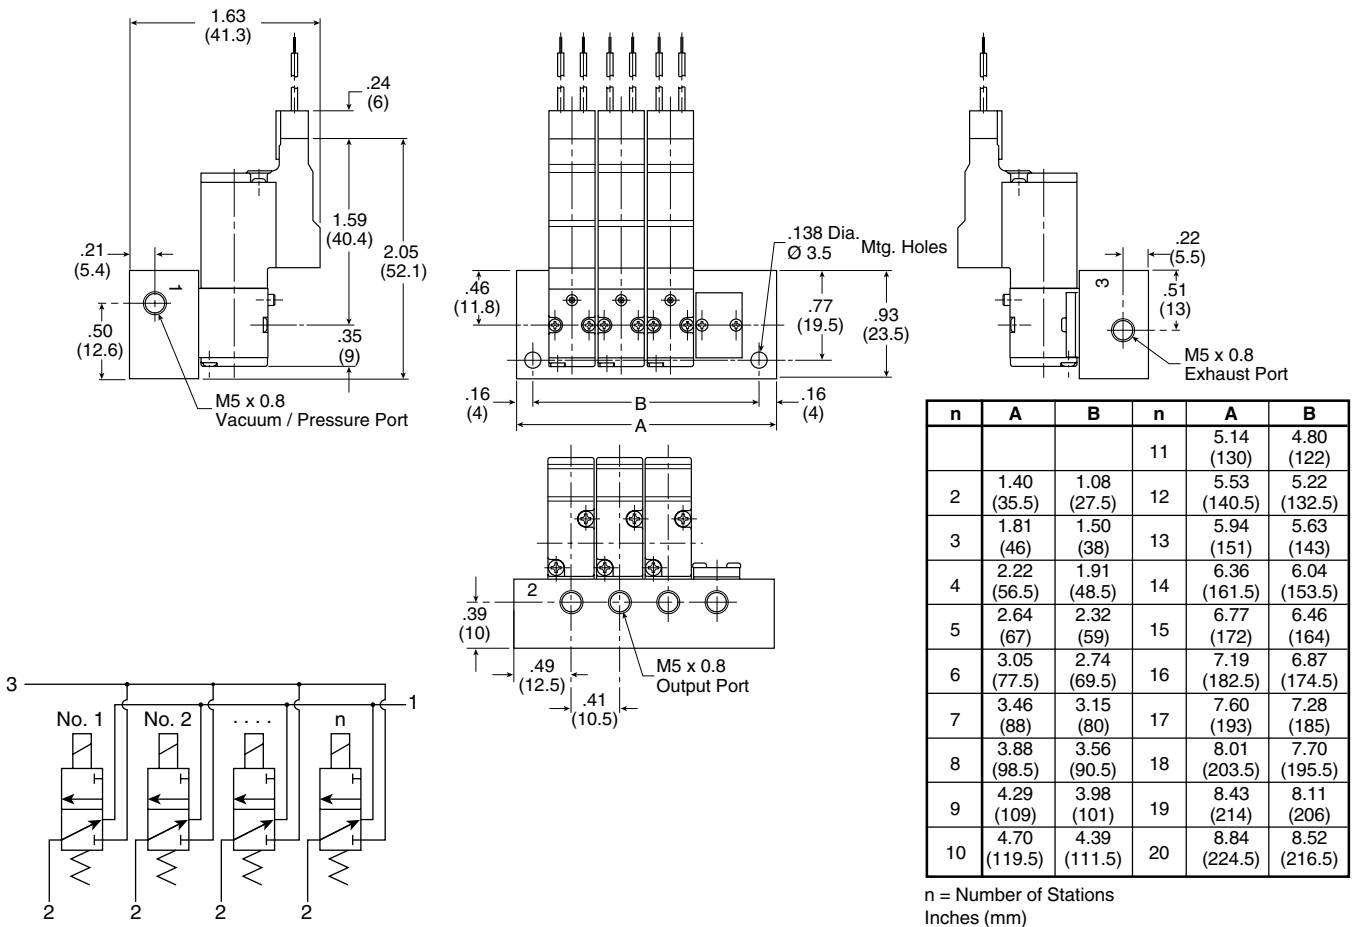 1.63
(41.3)
.24
(6)
1.59
(40.4)
2.05
(52.1)
.21
(5.4)
1
.50
(12.6)
.35
(9)
M5 x 0.8
Vacuum / Pressure Port
.138 Dia.
Ø 3.5
Mtg. Holes
.46
(11.8)
.77
(19.5)
.93
(23.5)
.16
(4)
B
A
.16
(4)
.22
(5.5)
3
.51
(13)
M5 x 0.8
Exhaust Port
2
.39
(10)
.49
(12.5)
.41
(10.5)
M5 x 0.8
Output Port
3
1
No. 1 No. 2 . . . . n
2 2 2 2
n A B n A B
11 5.14 4.80
(130) (122)
2 1.40 1.08 12 5.53 5.22
(35.5) (27.5) (140.5) (132.5)
3 1.81 1.50 13 5.94 5.63
(46) (38) (151) (143)
4 2.22 1.91 14 6.36 6.04
(56.5) (48.5) (161.5) (153.5)
5 2.64 2.32 15 6.77 6.46
(67) (59) (172) (164)
6 3.05 2.74 16 7.19 6.87
(77.5) (69.5) (182.5) (174.5)
7 3.46 3.15 17 7.60 7.28
(88) (80) (193) (185)
8 3.88 3.56 18 8.01 7.70
(98.5) (90.5) (203.5) (195.5)
9 4.29 3.98 19 8.43 8.11
(109) (101) (214) (206)
10 4.70 4.39 20 8.84 8.52
(119.5) (111.5) (224.5) (216.5)
n = Number of Stations
Inches (mm)